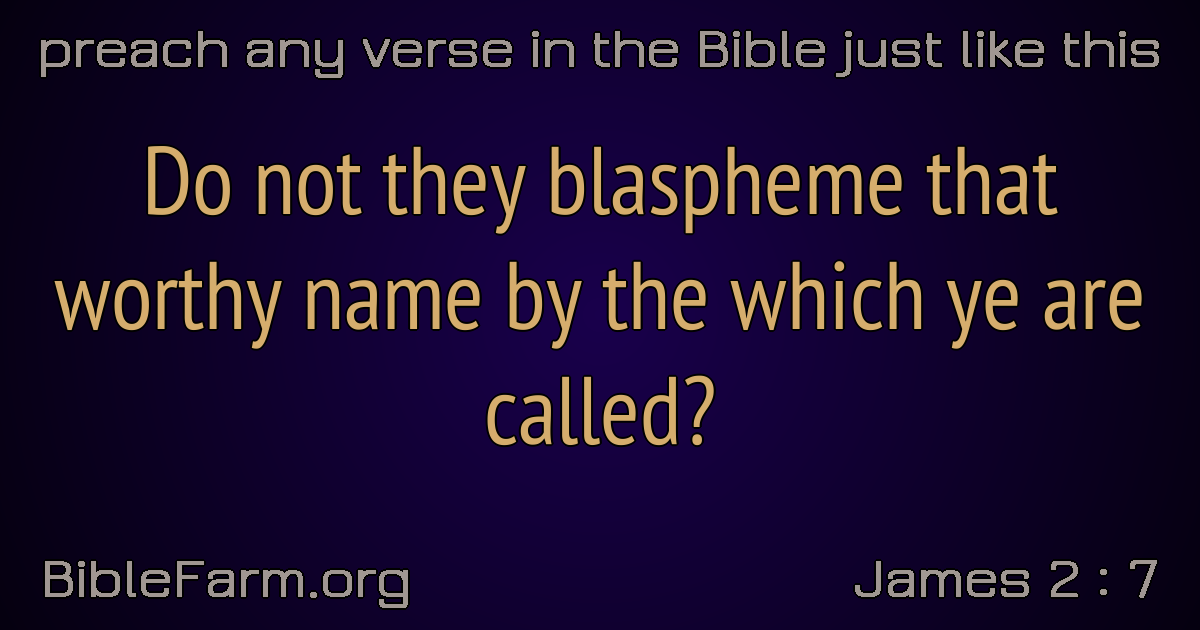 preach any verse in the Bible just like this
Do not they blaspheme that
worthy name by the which ye are
called?
BibleFarm.org
James 2 : 7